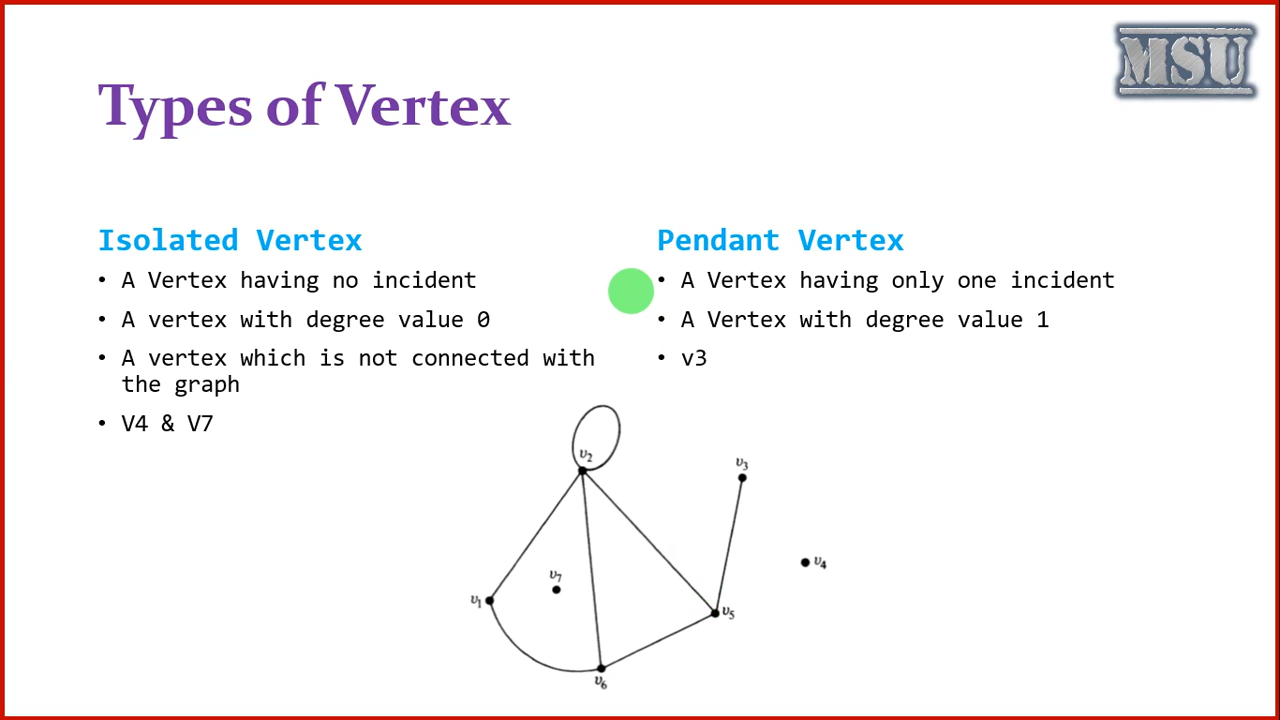 MSU
Types of Vertex
Isolated Vertex
• A Vertex having no incident
• A vertex with degree value 0
• A vertex which is not connected with
the graph
• V4 & V7
Pendant Vertex
• A Vertex having only one incident
• A Vertex with degree value 1
• v3
v2
v3
v4
v7
v1
v5
v6